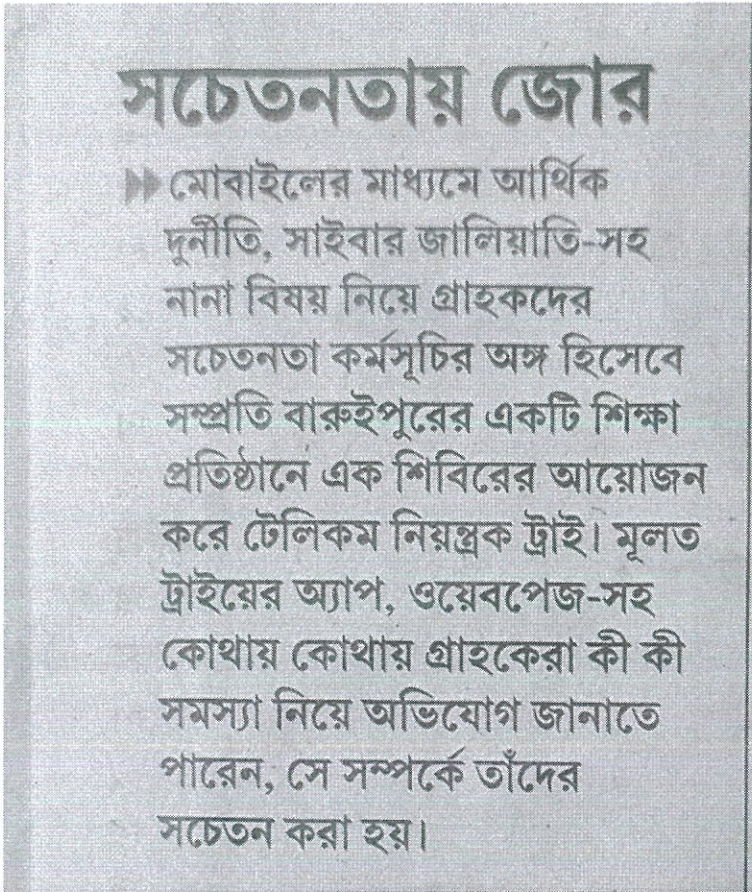 সচেতনতায় জোর
▶▶ মোবাইলের মাধ্যমে আর্থিক
দুর্নীতি, সাইবার জালিয়াতি-সহ
নানা বিষয় নিয়ে গ্রাহকদের
সচেতনতা কর্মসূচির অঙ্গ হিসেবে
সম্প্রতি বারুইপুরের একটি শিক্ষা
প্রতিষ্ঠানে এক শিবিরের আয়োজন
করে টেলিকম নিয়ন্ত্রক ট্রাই। মূলত
ট্রাইয়ের অ্যাপ, ওয়েবপেজ-সহ
কোথায় কোথায় গ্রাহকেরা কী কী
সমস্যা নিয়ে অভিযোগ জানাতে
পারেন, সে সম্পর্কে তাঁদের
সচেতন করা হয়।